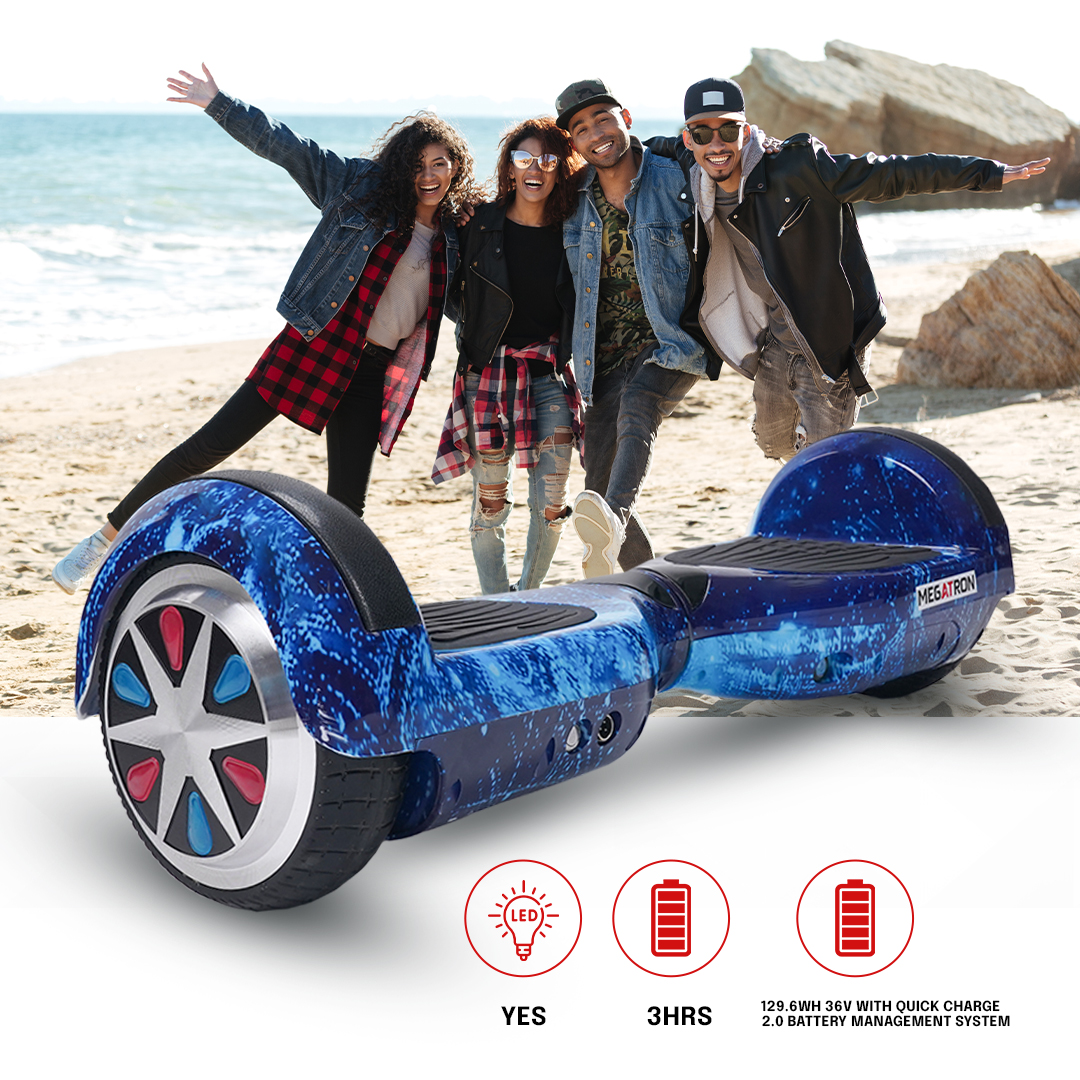 MEGATRON
LED
YES
3HRS
129.6WH 36V WITH QUICK CHARGE
2.0 BATTERY MANAGEMENT SYSTEM